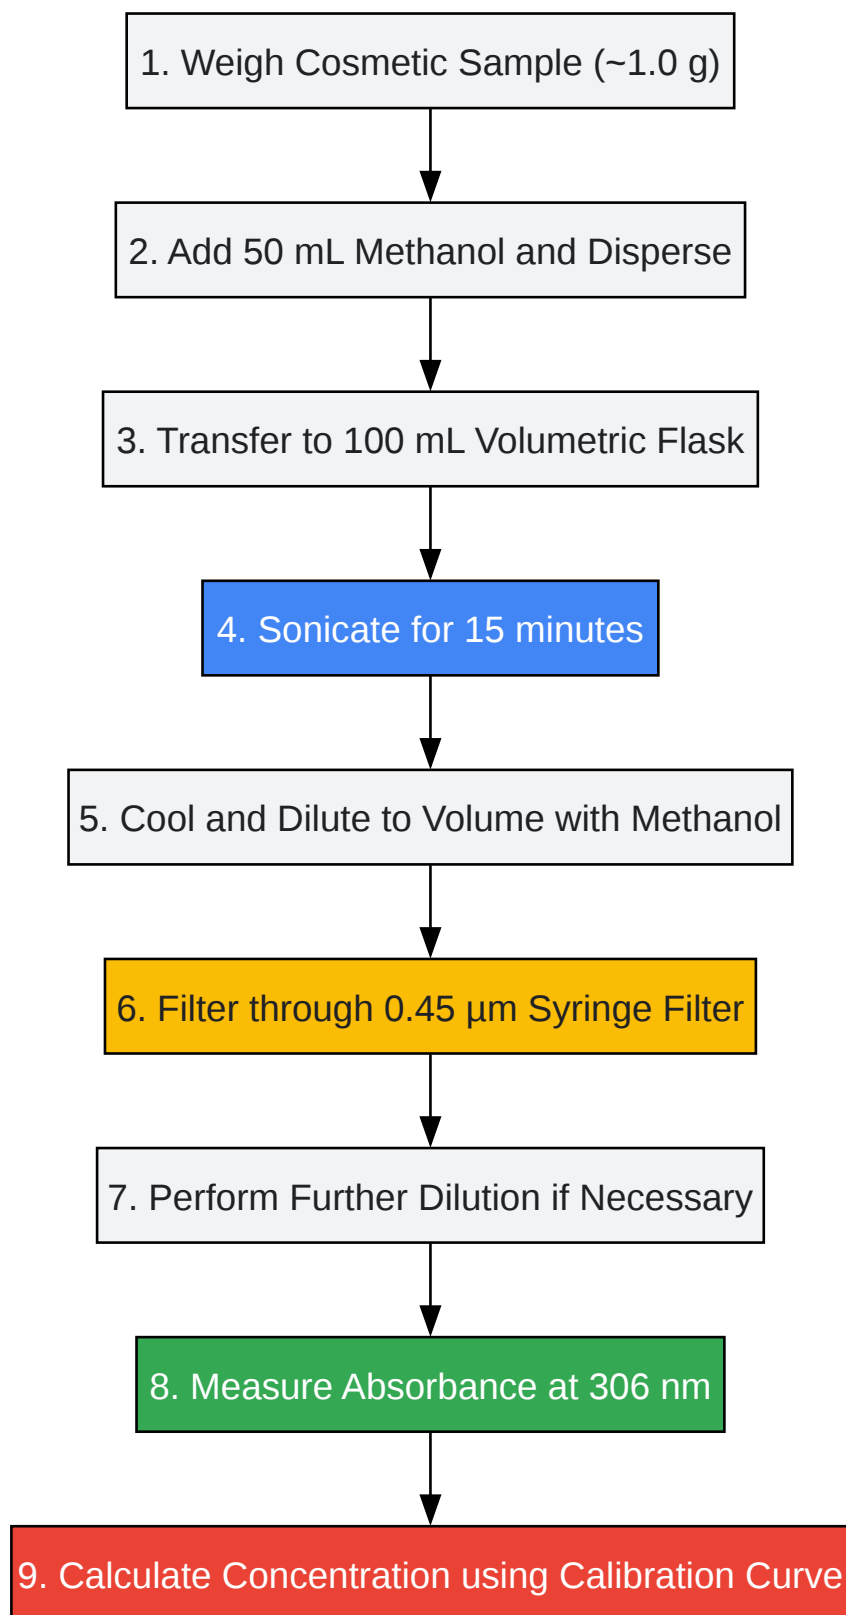 1. Weigh Cosmetic Sample (~1.0 g)
2. Add 50 mL Methanol and Disperse
3. Transfer to 100 mL Volumetric Flask
4. Sonicate for 15 minutes
5. Cool and Dilute to Volume with Methanol
6. Filter through 0.45 µm Syringe Filter
7. Perform Further Dilution if Necessary
8. Measure Absorbance at 306 nm
9. Calculate Concentration using Calibration Curve